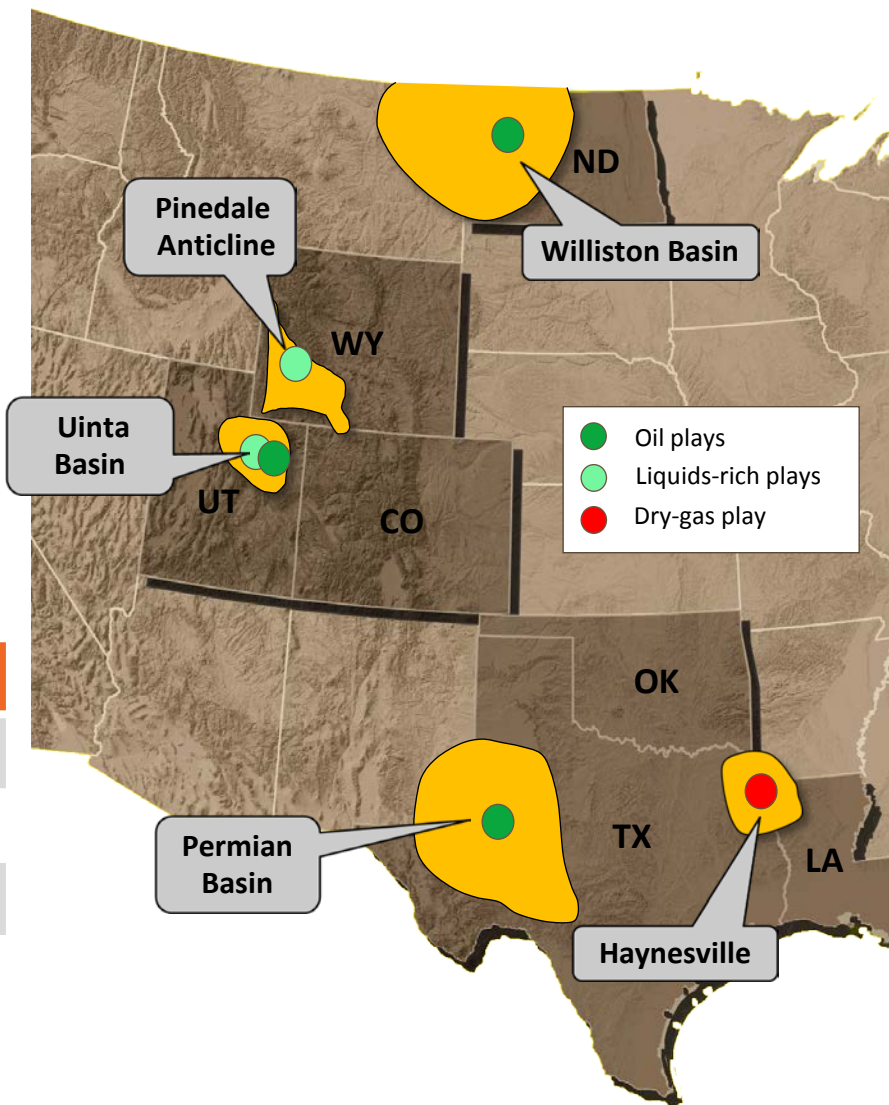 ND
Pinedale
Anticline
Williston Basin
WY
Uinta
Basin
Oil plays
Liquids-rich plays
Dry-gas play
UT
CO
OK
Permian
Basin
TX
LA
Haynesville